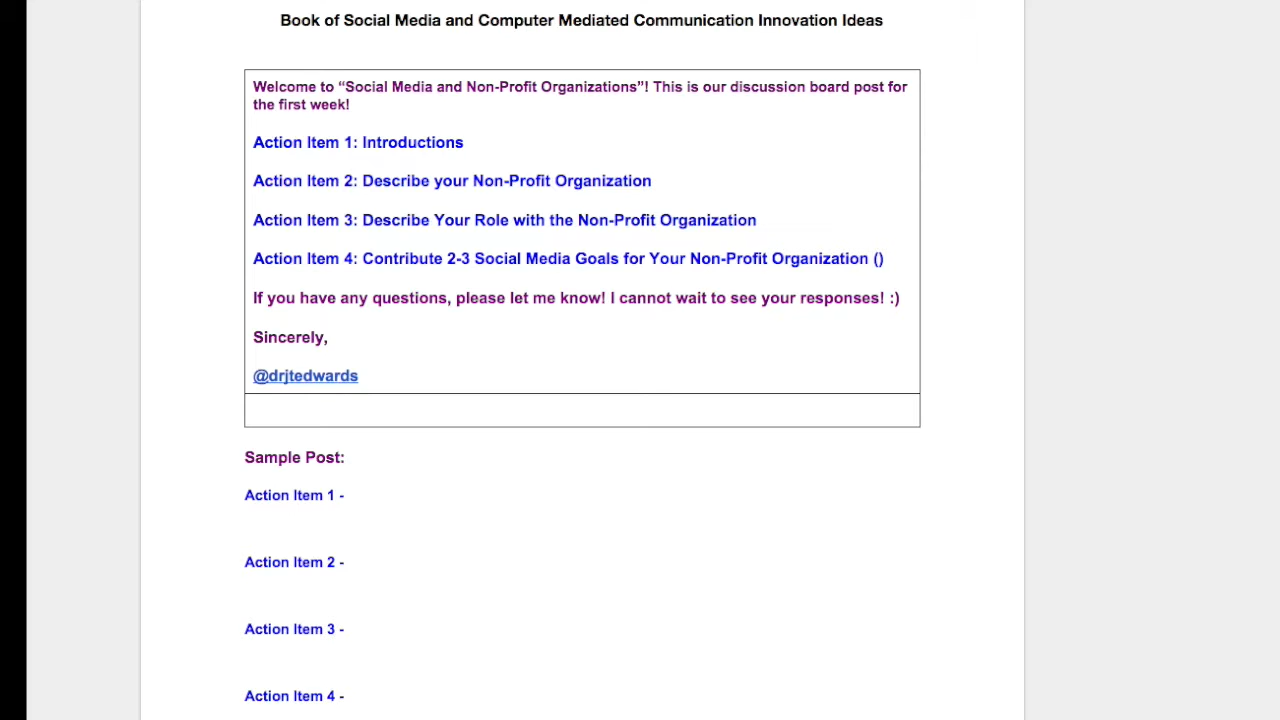 Book of Social Media and Computer Mediated Communication Innovation Ideas
Welcome to “Social Media and Non-Profit Organizations”! This is our discussion board post for
the first week!
Action Item 1: Introductions
Action Item 2: Describe your Non-Profit Organization
Action Item 3: Describe Your Role with the Non-Profit Organization
Action Item 4: Contribute 2-3 Social Media Goals for Your Non-Profit Organization ()
If you have any questions, please let me know! I cannot wait to see your responses! :)
Sincerely,
@drjtedwards
Sample Post:
Action Item 1 -
Action Item 2 -
Action Item 3 -
Action Item 4 -